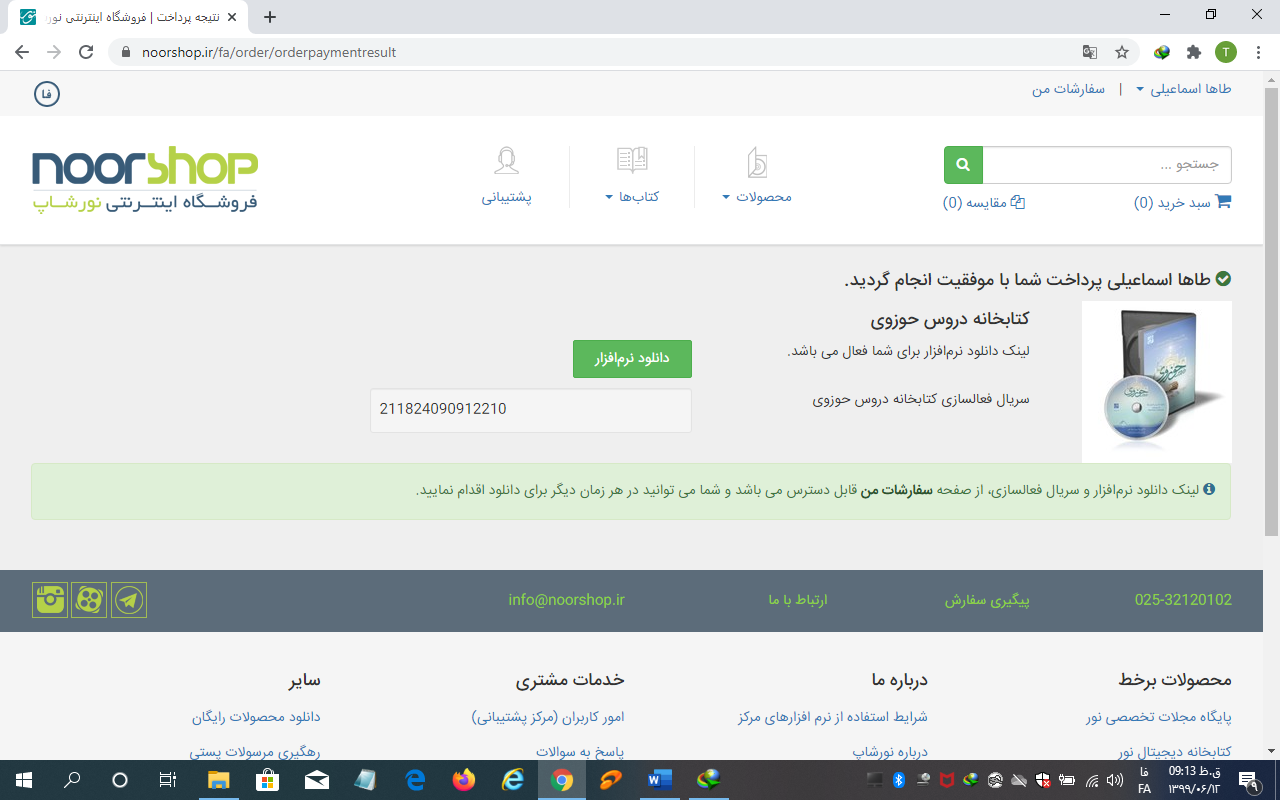 نتیجه پرداخت | فروشگاه اینترنتی نور
noorshop.ir/fa/order/orderpaymentresult
T
طاها اسماعیلی | سفارشات من
فا
noorshop
فروشگاه اینترنتی نورشاپ
جستجو ...
محصولات
کتاب‌ها
پشتیبانی
سبد خرید (0)
مقایسه (0)
طاها اسماعیلی پرداخت شما با موفقیت انجام گردید.
کتابخانه دروس حوزوی
لینک دانلود نرم‌افزار برای شما فعال می باشد.
دانلود نرم‌افزار
سریال فعالسازی کتابخانه دروس حوزوی
211824090912210
لینک دانلود نرم‌افزار و سریال فعالسازی، از صفحه سفارشات من قابل دسترس می باشد و شما می توانید در هر زمان دیگر برای دانلود اقدام نمایید.
025-32120102
پیگیری سفارش
ارتباط با ما
info@noorshop.ir
محصولات برخط
درباره ما
خدمات مشتری
سایر
پایگاه مجلات تخصصی نور
شرایط استفاده از نرم افزارهای مرکز
امور کاربران (مرکز پشتیبانی)
دانلود محصولات رایگان
کتابخانه دیجیتال نور
درباره نورشاپ
پاسخ به سوالات
رهگیری مرسولات پستی
فا
FA
09:13 ق.ظ
۱۳۹۹/۰۶/۱۲